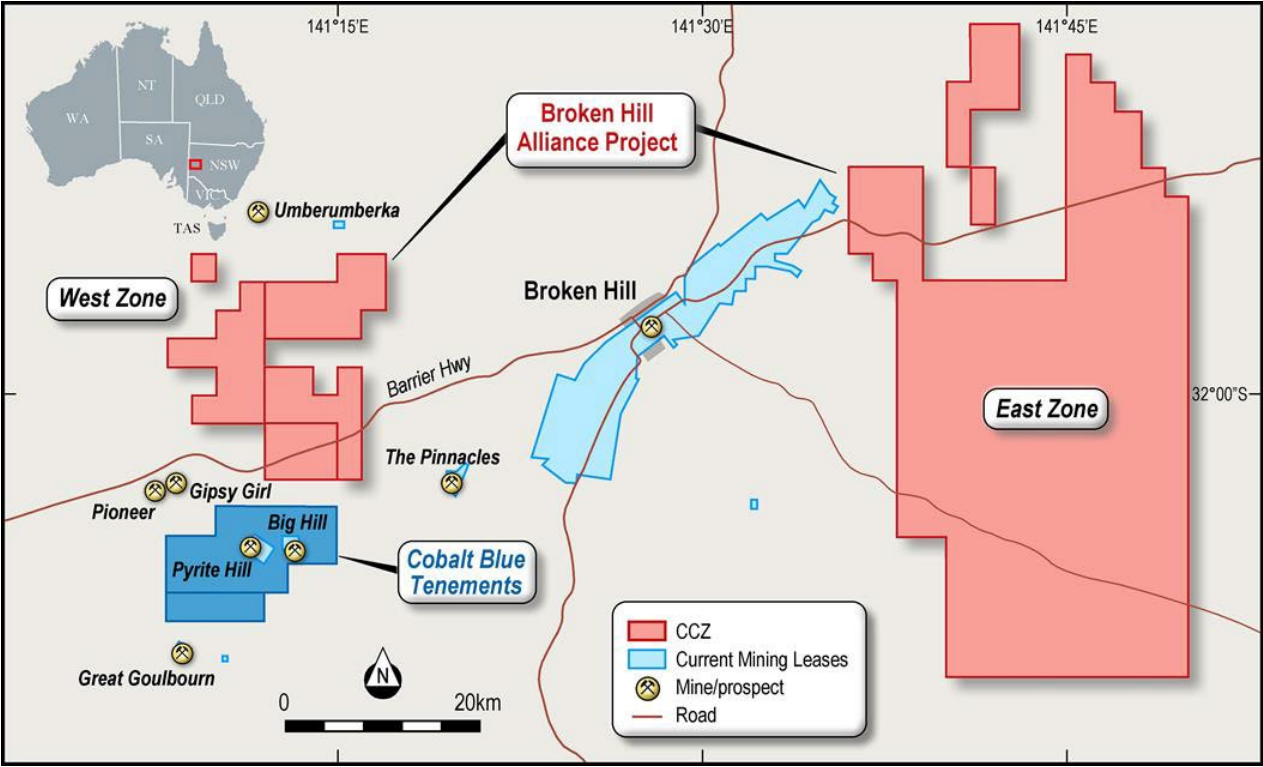 141°15'E
141°30'E
141°45'E
WA
NT
QLD
SA
NSW
VIC
TAS
Broken Hill
Alliance Project
Umberumberka
West Zone
Broken Hill
Barrier Hwy
32°00"S
East Zone
The Pinnacles
Gipsy Girl
Pioneer
Big Hill
Pyrite Hill
Cobalt Blue
Tenements
Great Goulbourn
N
0 20km
CCZ
Current Mining Leases
Mine/prospect
Road